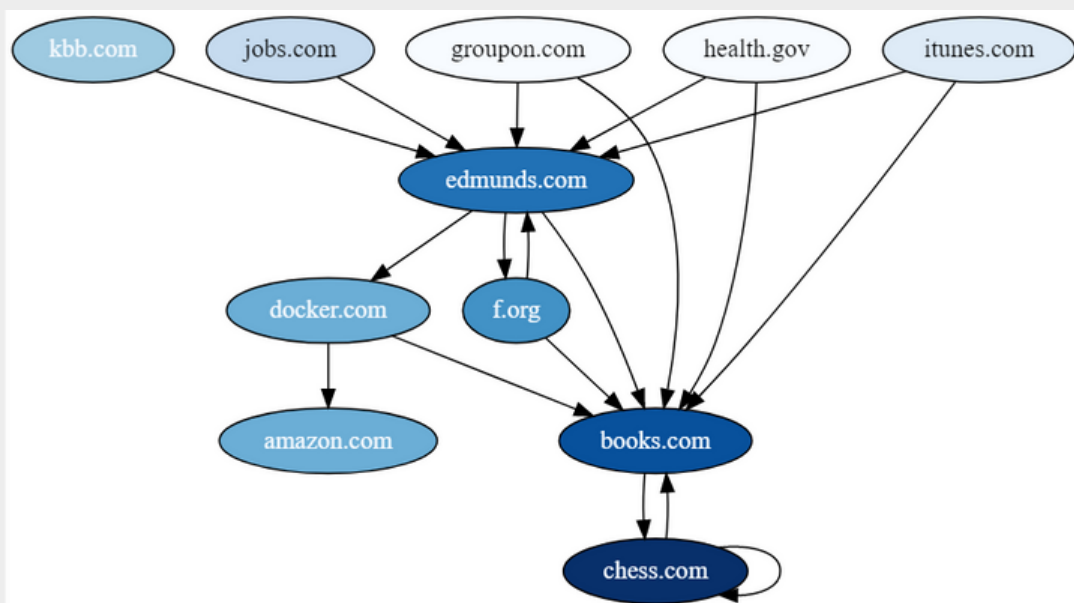 kbb.com
jobs.com
groupon.com
health.gov
itunes.com
edmunds.com
docker.com
f.org
amazon.com
books.com
chess.com